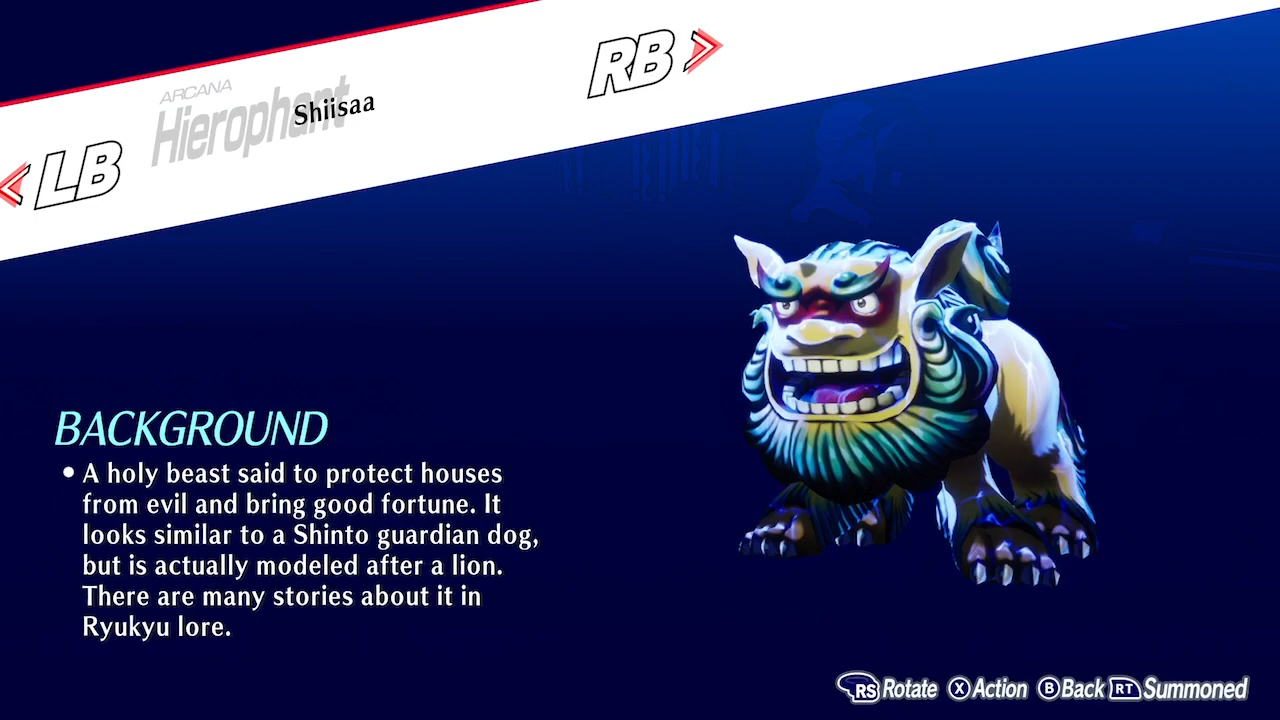 RB
ARCANA
Hierophant
Shiisaa
LB
BACKGROUND
• A holy beast said to protect houses
from evil and bring good fortune. It
looks similar to a Shinto guardian dog,
but is actually modeled after a lion.
There are many stories about it in
Ryukyu lore.
RS Rotate X Action B Back RT Summoned